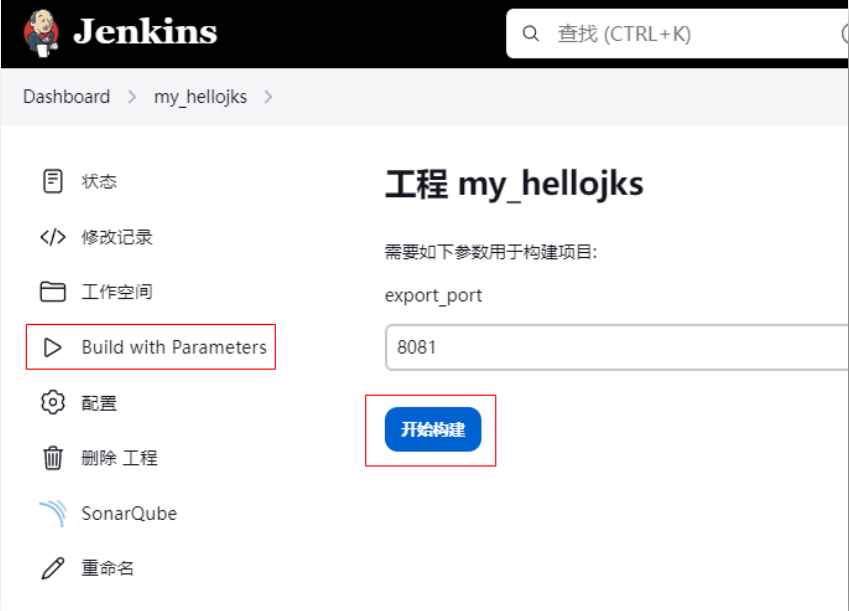 Jenkins
查找 (CTRL+K)
Dashboard > my_hellojks >
状态
修改记录
工作空间
Build with Parameters
配置
删除 工程
SonarQube
重命名
工程 my_hellojks
需要如下参数用于构建项目:
export_port
8081
开始构建